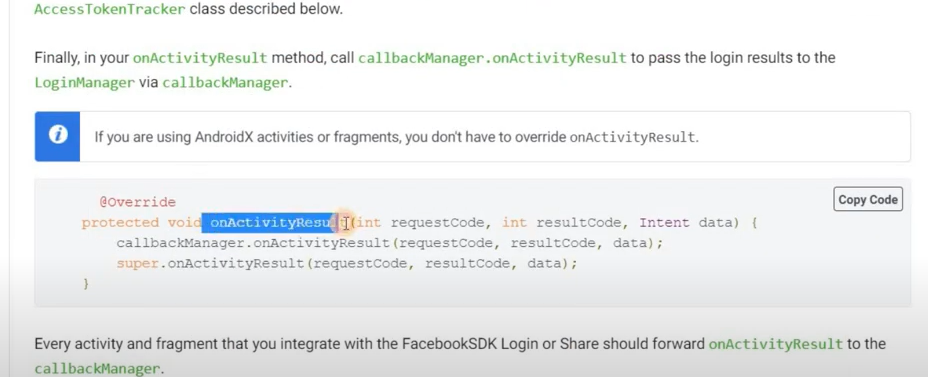 AccessTokenTracker class described below.
Finally, in your onActivityResult method, call callbackManager.onActivityResult to pass the login results to the
LoginManager via callbackManager.
If you are using AndroidX activities or fragments, you don't have to override onActivityResult.
@Override
Copy Code
protected void onActivityResult(int requestCode, int resultCode, Intent data) {
callbackManager.onActivityResult(requestCode, resultCode, data);
super.onActivityResult(requestCode, resultCode, data);
}
Every activity and fragment that you integrate with the FacebookSDK Login or Share should forward onActivityResult to the
callbackManager.